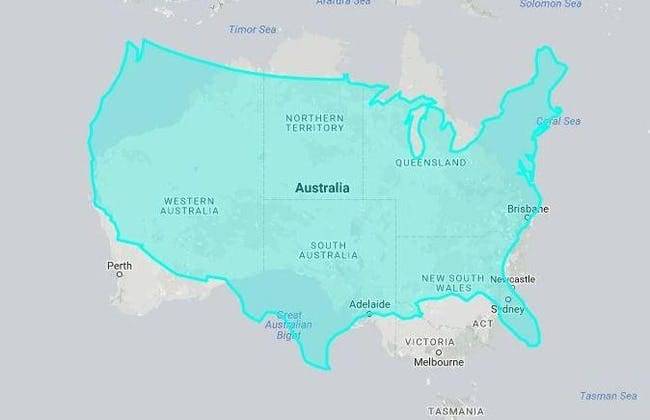 Arafura Sea
Solomon Sea
Timor Sea
NORTHERN
TERRITORY
Coral Sea
QUEENSLAND
Australia
WESTERN
AUSTRALIA
Brisbane
SOUTH
AUSTRALIA
Perth
NEW SOUTH
WALES
Newcastle
Adelaide
Sydney
Great
Australian
Bight
ACT
VICTORIA
Melbourne
Tasman Sea
TASMANIA